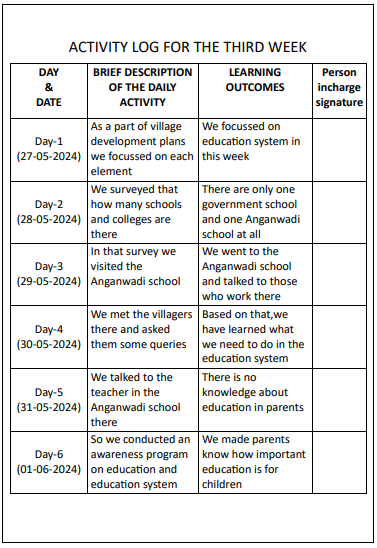 ACTIVITY LOG FOR THE THIRD WEEK
DAY
&
DATE
BRIEF DESCRIPTION
OF THE DAILY
ACTIVITY
LEARNING
OUTCOMES
Person
incharge
signature
Day-1
(27-05-2024)
As a part of village
development plans
we focussed on each
element
We focussed on
education system in
this week
Day-2
(28-05-2024)
We surveyed that
how many schools
and colleges are
there
There are only one
government school
and one Anganwadi
school at all
Day-3
(29-05-2024)
In that survey we
visited the
Anganwadi school
We went to the
Anganwadi school
and talked to those
who work there
Day-4
(30-05-2024)
We met the villagers
there and asked
them some queries
Based on that,we
have learned what
we need to do in the
education system
Day-5
(31-05-2024)
We talked to the
teacher in the
Anganwadi school
there
There is no
knowledge about
education in parents
Day-6
(01-06-2024)
So we conducted an
awareness program
on education and
education system
We made parents
know how important
education is for
children